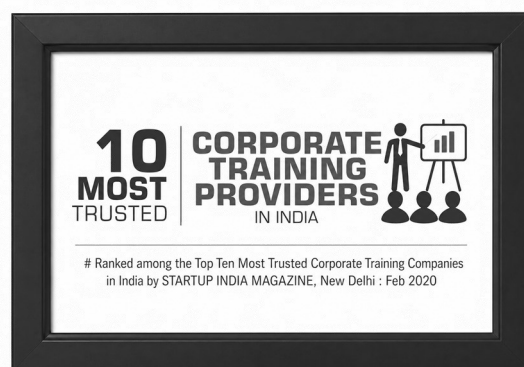 10
MOST
TRUSTED
CORPORATE
TRAINING
PROVIDERS
IN INDIA
# Ranked among the Top Ten Most Trusted Corporate Training Companies
in India by STARTUP INDIA MAGAZINE, New Delhi : Feb 2020